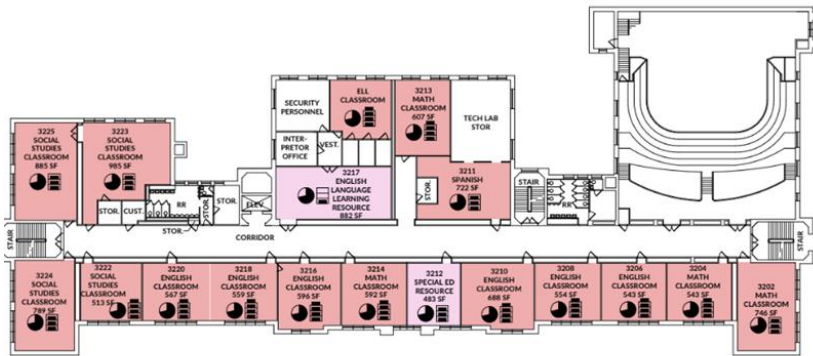 SECURITY
PERSONNEL
ELL
CLASSROOM
3213
MATH
CLASSROOM
607 SF
TECH LAB
STOR
INTER-
PRETOR
OFFICE
VEST.
3225
SOCIAL
STUDIES
CLASSROOM
885 SF
3223
SOCIAL
STUDIES
CLASSROOM
985 SF
3217
ENGLISH
LANGUAGE
LEARNING
RESOURCE
882 SF
3211
SPANISH
722 SF
STOR.
STAIR
RR
STOR.
CUST.
RR
STOR.
STOR.
ELEV.
STOR.
CORRIDOR
STAIR
STAIR
3224
SOCIAL
STUDIES
CLASSROOM
789 SF
3222
SOCIAL
STUDIES
CLASSROOM
513 SF
3220
ENGLISH
CLASSROOM
567 SF
3218
ENGLISH
CLASSROOM
559 SF
3216
ENGLISH
CLASSROOM
596 SF
3214
MATH
CLASSROOM
592 SF
3212
SPECIAL ED
RESOURCE
483 SF
3210
ENGLISH
CLASSROOM
688 SF
3208
ENGLISH
CLASSROOM
554 SF
3206
ENGLISH
CLASSROOM
543 SF
3204
MATH
CLASSROOM
543 SF
3202
MATH
CLASSROOM
746 SF